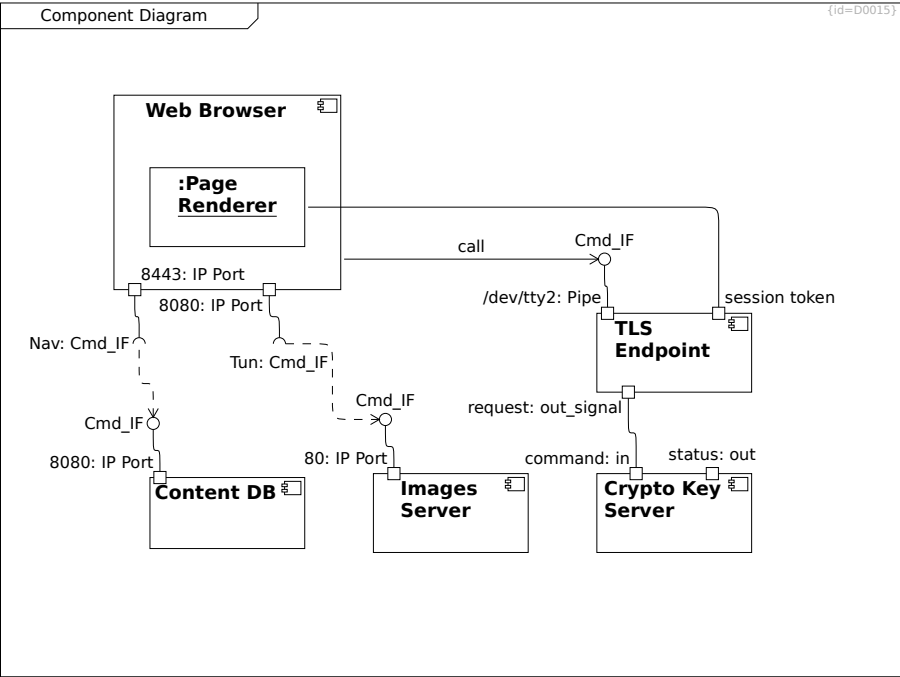 Component Diagram
{id=D0015}
Web Browser
:Page
Renderer
8443: IP Port
8080: IP Port
call
Cmd_IF
/dev/tty2: Pipe
session token
TLS
Endpoint
Nav: Cmd_IF
Tun: Cmd_IF
Cmd_IF
Cmd_IF
request: out_signal
8080: IP Port
80: IP Port
command: in
status: out
Content DB
Images
Server
Crypto Key
Server